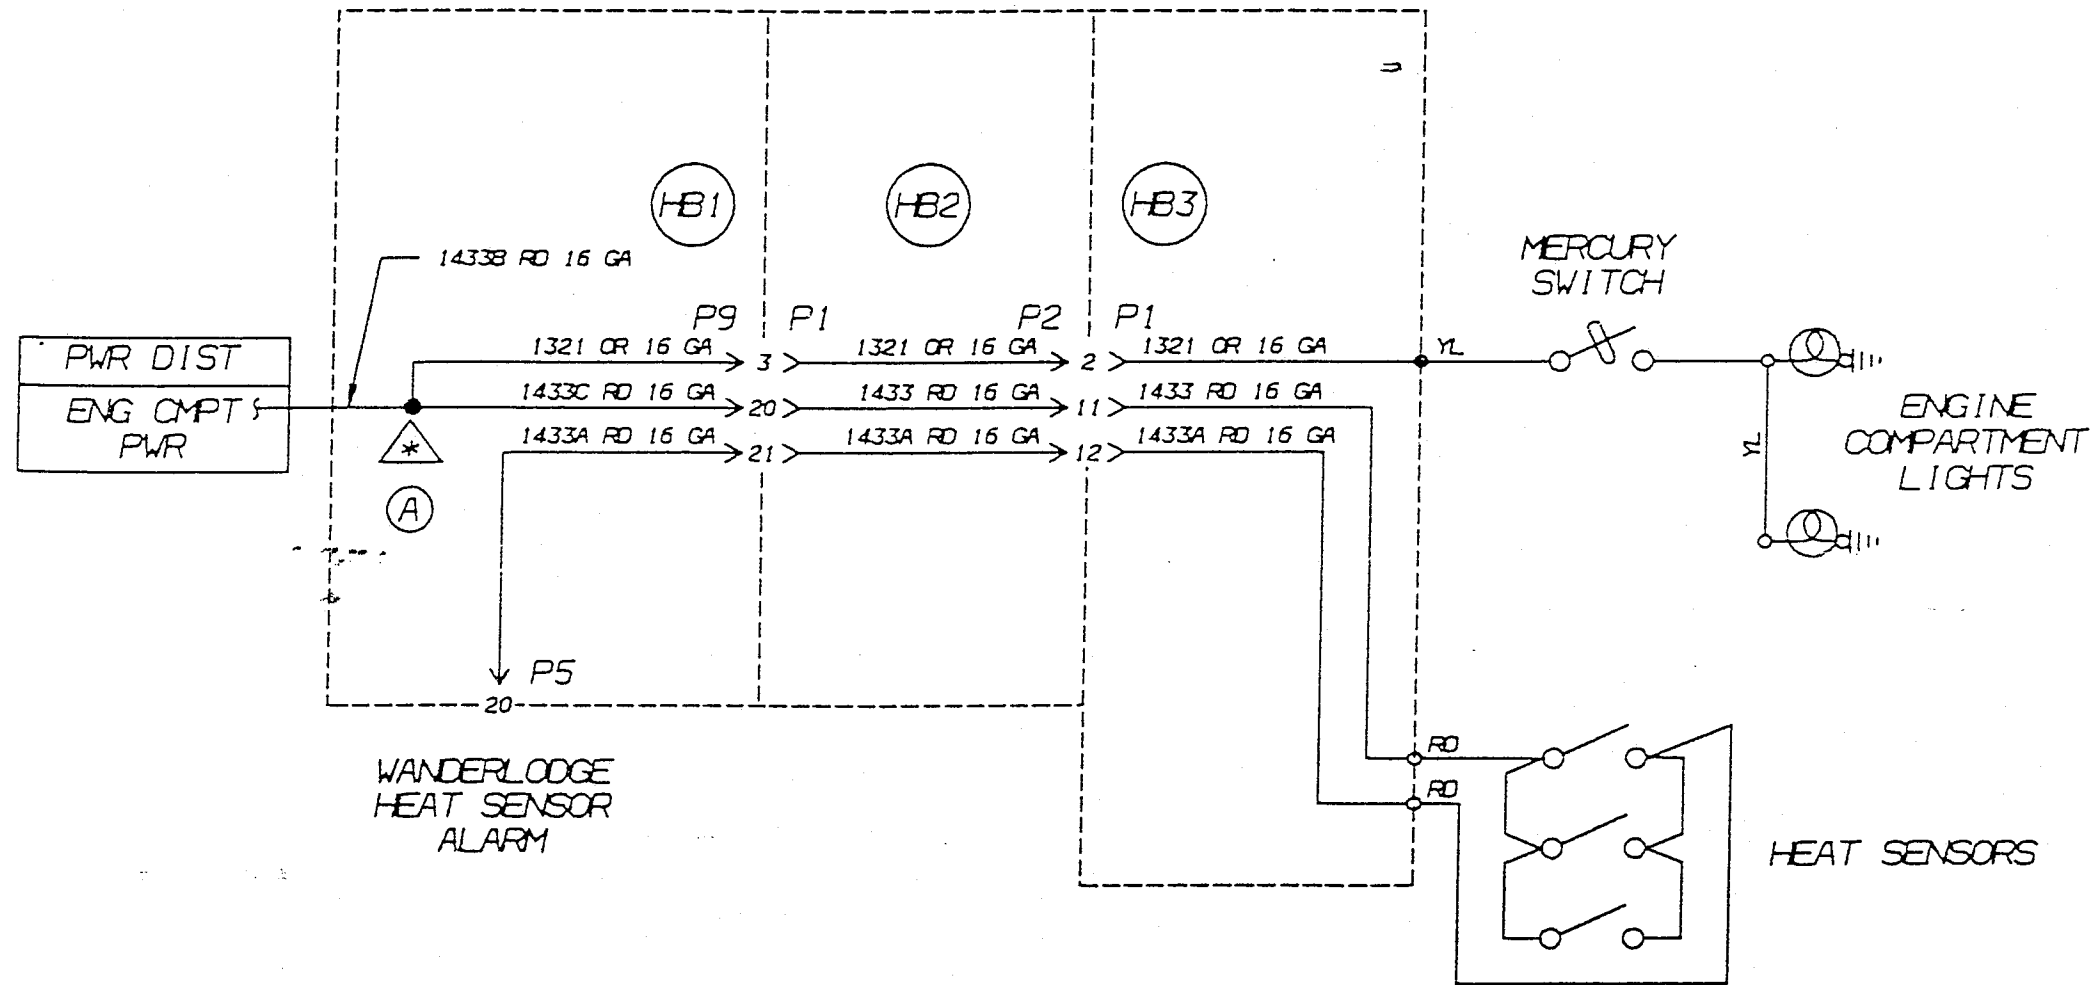 HB1
HB2
HB3
1433B RD 16 GA
MERCURY
SWITCH
P9
P1
P2
P1
PWR DIST
1321 OR 16 GA
3
1321 OR 16 GA
2
1321 OR 16 GA
YL
ENG CMPT
PWR
1433C RD 16 GA
20
1433 RD 16 GA
11
1433 RD 16 GA
*
1433A RD 16 GA
21
1433A RD 16 GA
12
1433A RD 16 GA
YL
ENGINE
COMPARTMENT
LIGHTS
A
P5
20
WANDERLODGE
HEAT SENSOR
ALARM
RD
RD
HEAT SENSORS